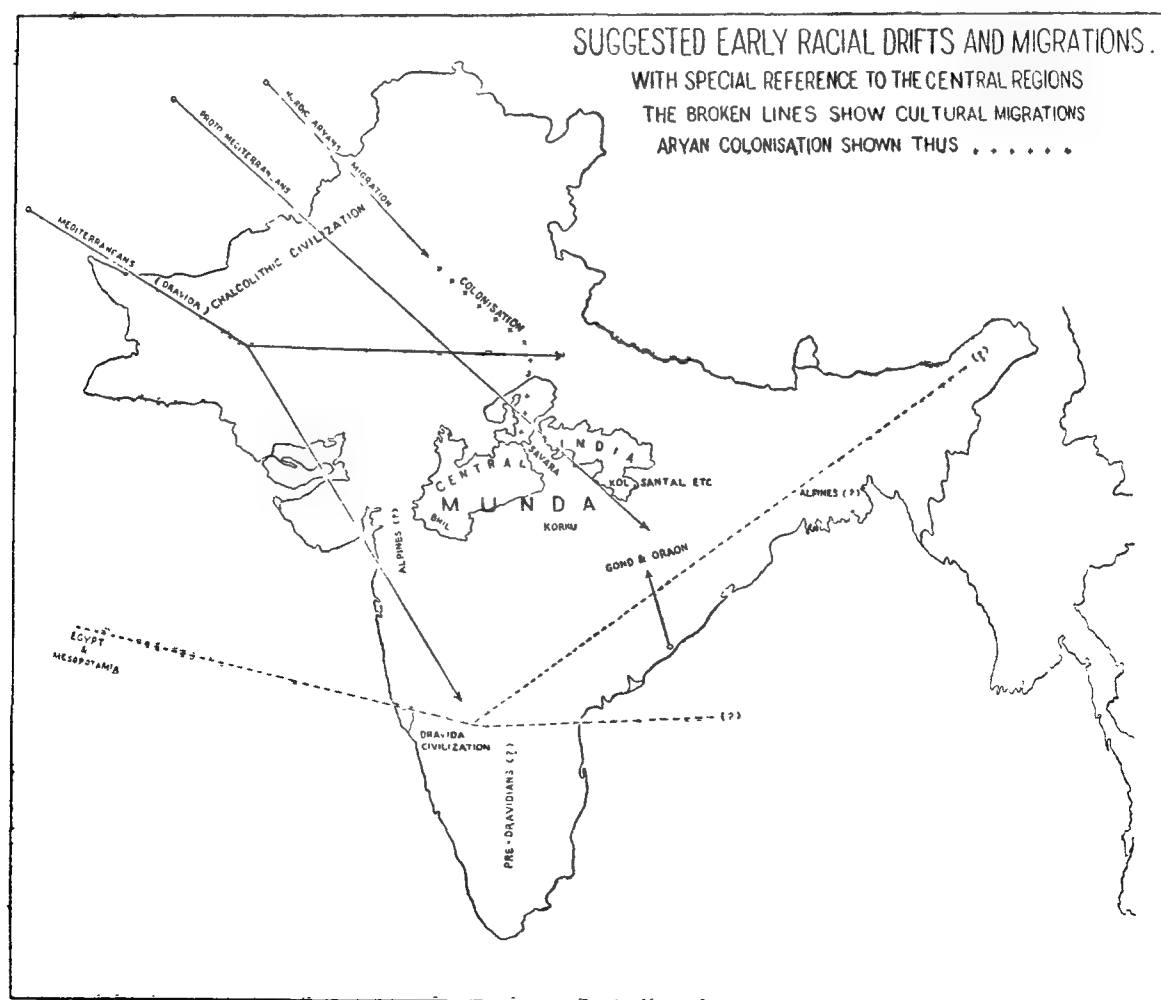 SUGGESTED EARLY RACIAL DRIFTS AND MIGRATIONS.
WITH SPECIAL REFERENCE TO THE CENTRAL REGIONS
THE BROKEN LINES SHOW CULTURAL MIGRATIONS
ARYAN COLONISATION SHOWN THUS . . . . . .
NORDIC ARYANS MIGRATION
PROTO MEDITERRANEANS
MEDITERRANEANS
(DRAVIDA) CHALCOLITHIC CIVILIZATION
COLONISATION
(?)
CENTRAL INDIA
SAVARA
KOL, SANTAL ETC
MUNDA
BHIL
KORKU
ALPINES (?)
ALPINES (?)
GOND & ORAON
EGYPT
&
MESOPOTAMIA
DRAVIDA
CIVILIZATION
(?)
PRE-DRAVIDIANS (?)